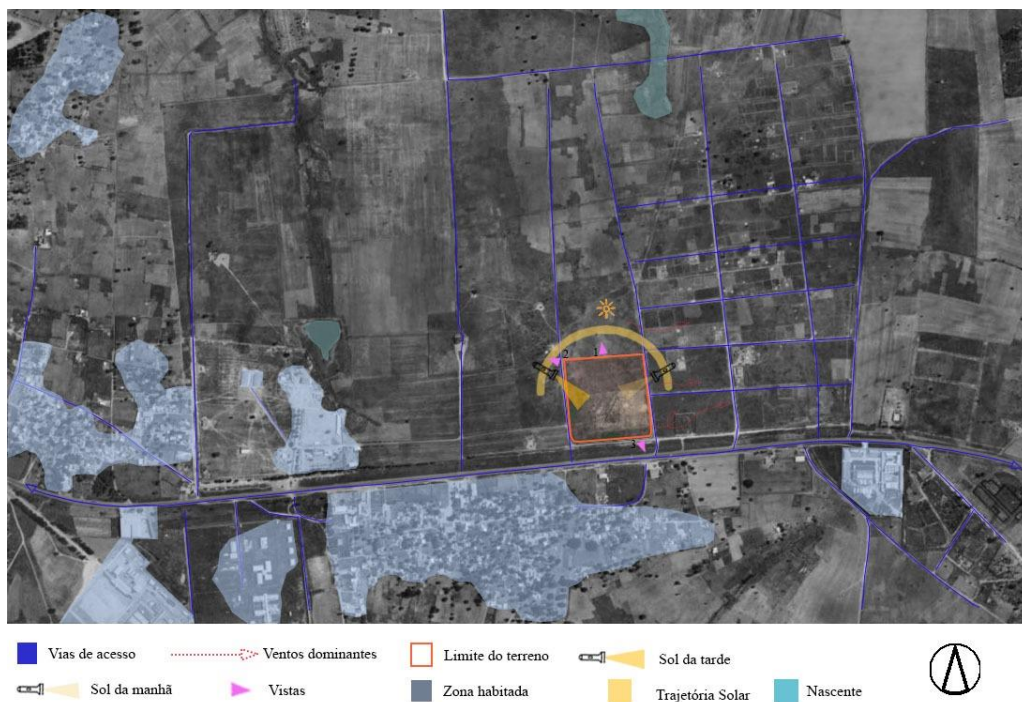 2
1
3
Vias de acesso
Ventos dominantes
Limite do terreno
Sol da tarde
Sol da manhã
Vistas
Zona habitada
Trajetória Solar
Nascente